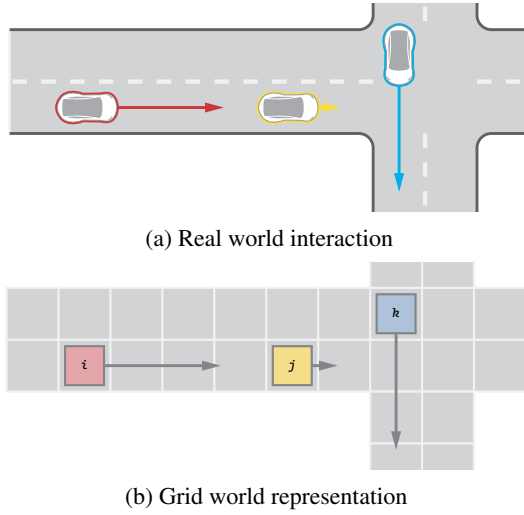 (a) Real world interaction
k
i
j
(b) Grid world representation